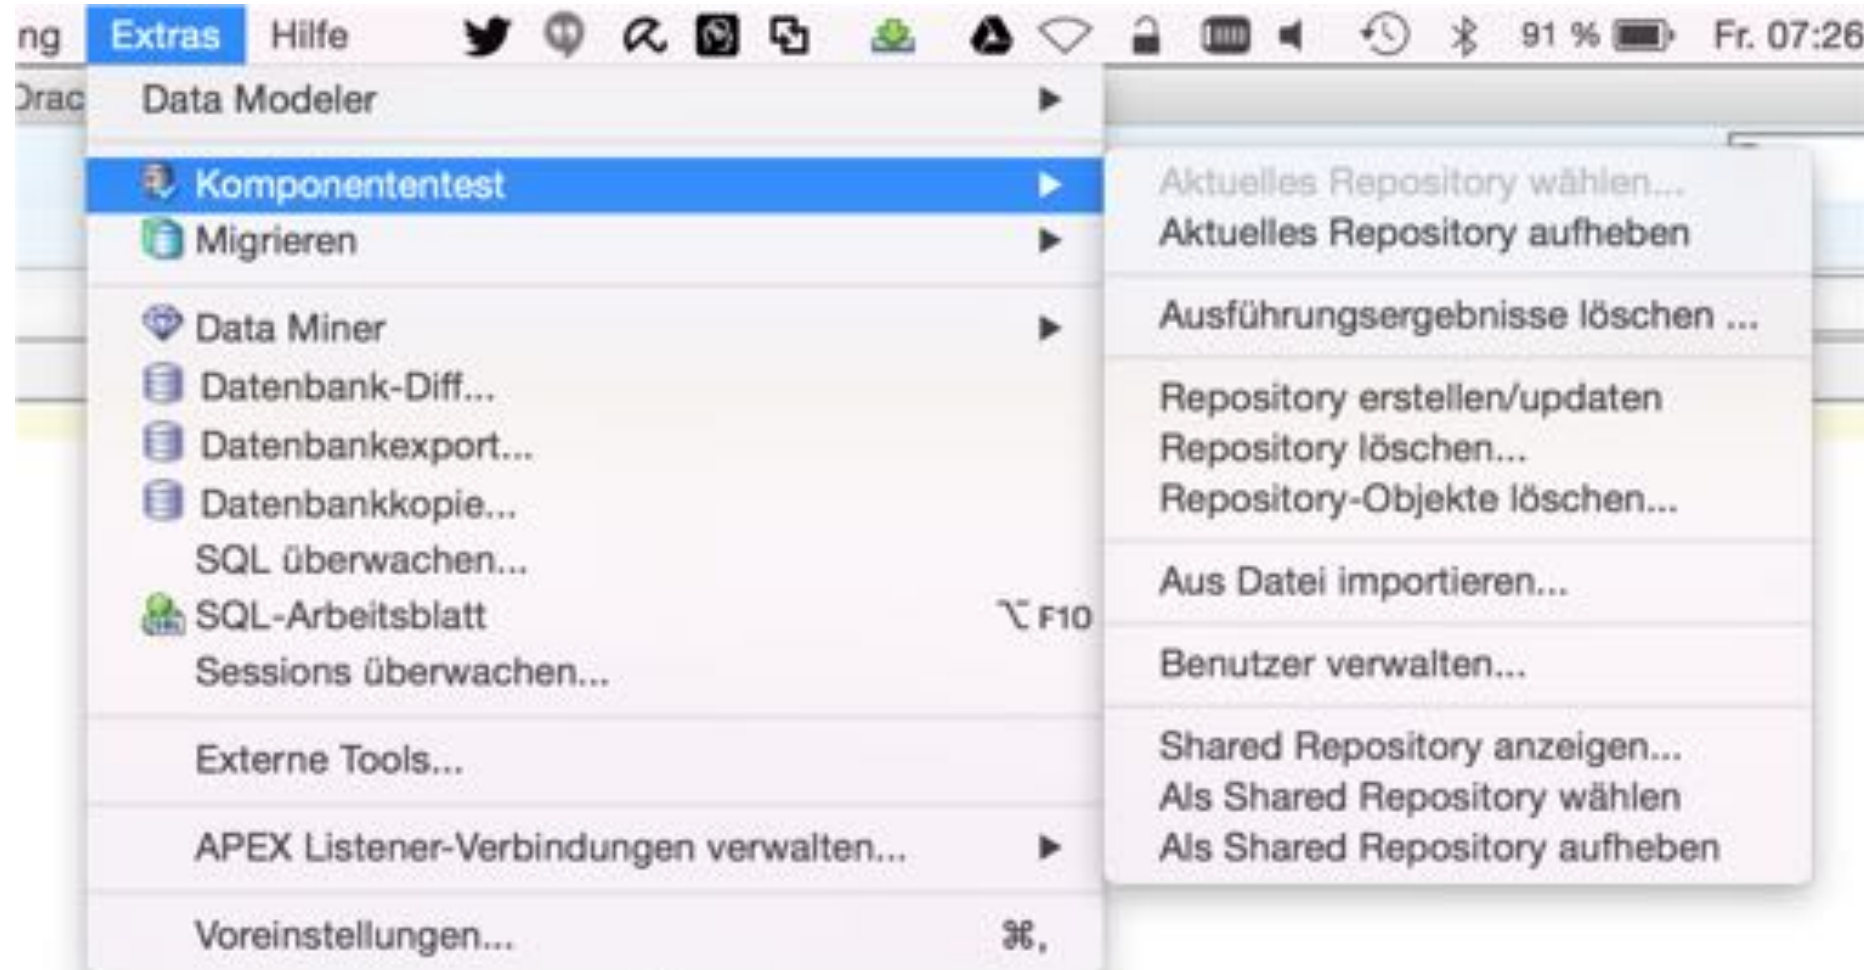 ng Extras Hilfe 91 % Fr. 07:26
Orac
Data Modeler
Komponententest
Migrieren
Data Miner
Datenbank-Diff...
Datenbankexport...
Datenbankkopie...
SQL überwachen...
SQL-Arbeitsblatt ⌥F10
Sessions überwachen...
Externe Tools...
APEX Listener-Verbindungen verwalten...
Voreinstellungen... ⌘,
Aktuelles Repository wählen...
Aktuelles Repository aufheben
Ausführungsergebnisse löschen ...
Repository erstellen/updaten
Repository löschen...
Repository-Objekte löschen...
Aus Datei importieren...
Benutzer verwalten...
Shared Repository anzeigen...
Als Shared Repository wählen
Als Shared Repository aufheben